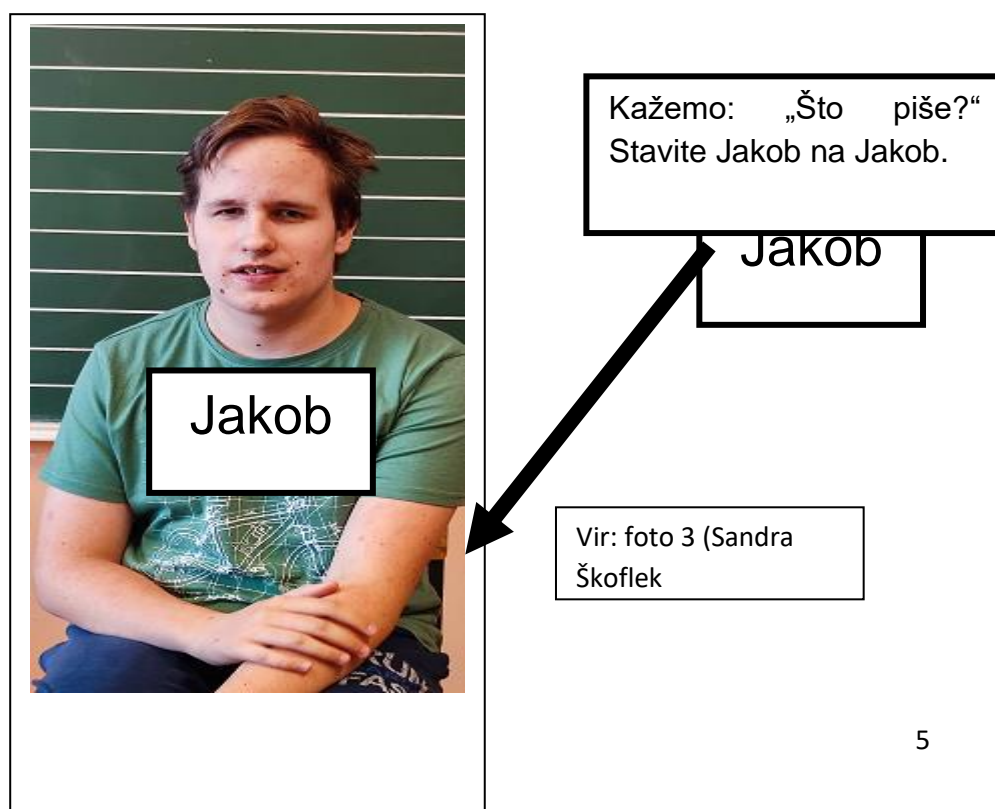 Kažemo: „Što piše?“
Stavite Jakob na Jakob.
Jakob
Jakob
Vir: foto 3 (Sandra
Škoflek
5